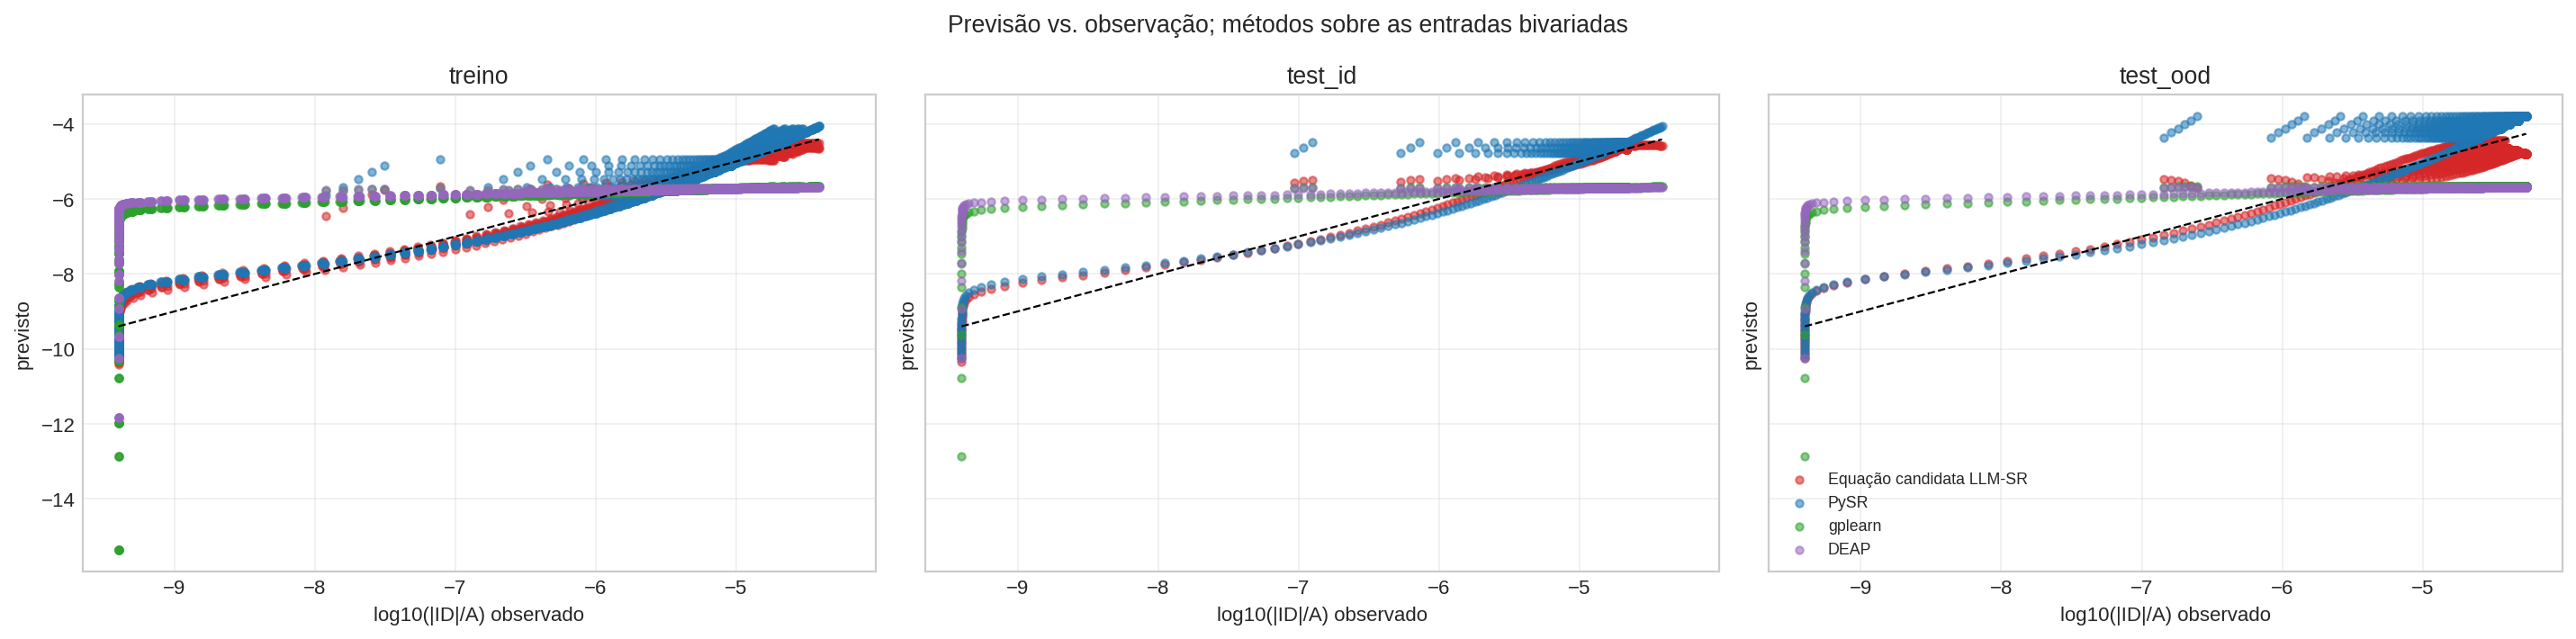 Previsão vs. observação; métodos sobre as entradas bivariadas
treino
previsto
−4
−6
−8
−10
−12
−14
−9 −8 −7 −6 −5
log10(|ID|/A) observado
test_id
previsto
−9 −8 −7 −6 −5
log10(|ID|/A) observado
test_ood
previsto
Equação candidata LLM-SR
PySR
gplearn
DEAP
−9 −8 −7 −6 −5
log10(|ID|/A) observado